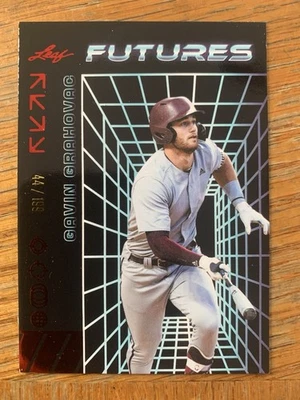 Leaf
FUTURES
GAVIN GRAHOVAC
44 / 199